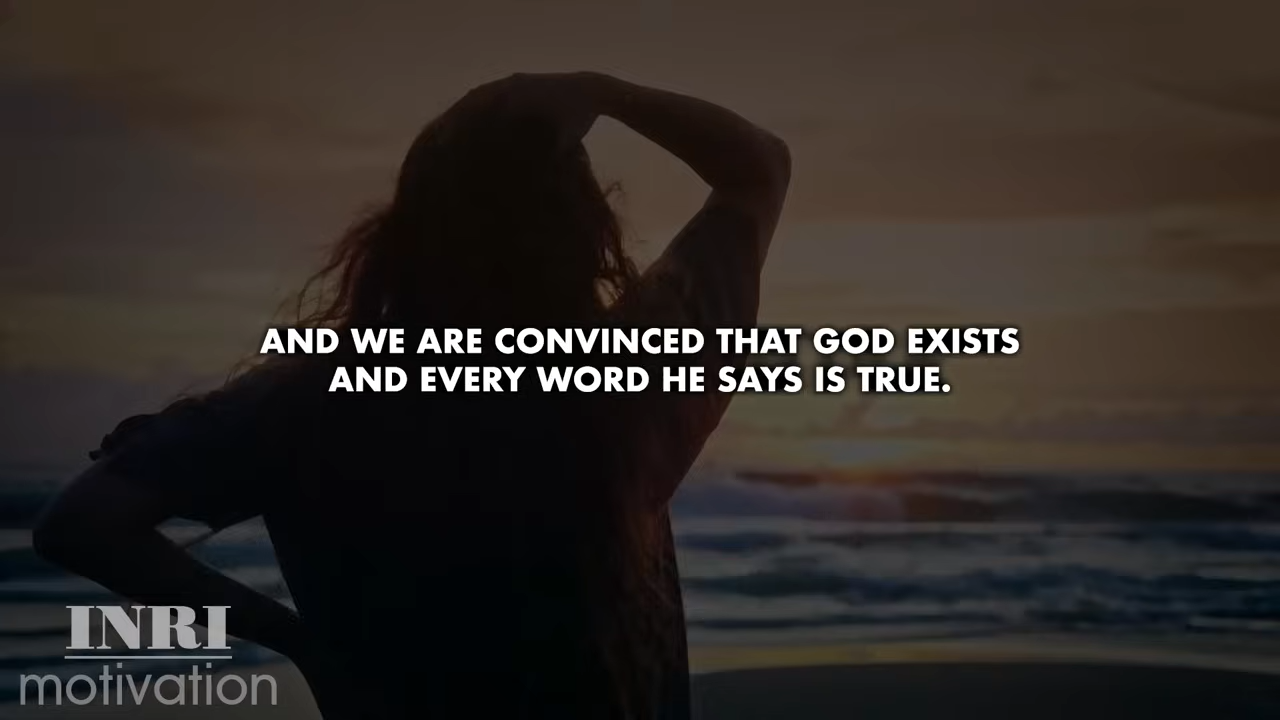 AND WE ARE CONVINCED THAT GOD EXISTS
AND EVERY WORD HE SAYS IS TRUE.
INRI
motivation